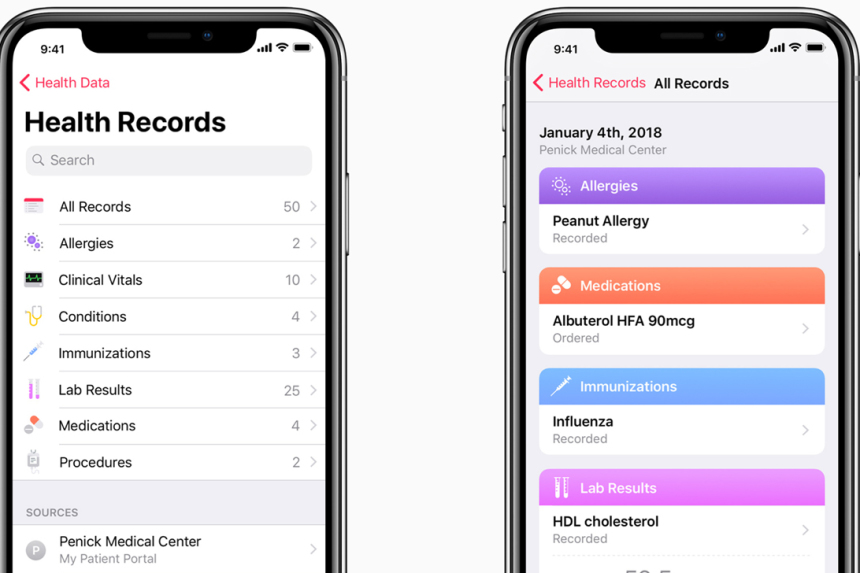 9:41
Health Data
Health Records
Search
All Records 50
Allergies 2
Clinical Vitals 10
Conditions 4
Immunizations 3
Lab Results 25
Medications 4
Procedures 2
SOURCES
P
Penick Medical Center
My Patient Portal
9:41
Health Records All Records
January 4th, 2018
Penick Medical Center
Allergies
Peanut Allergy
Recorded
Medications
Albuterol HFA 90mcg
Ordered
Immunizations
Influenza
Recorded
Lab Results
HDL cholesterol
Recorded